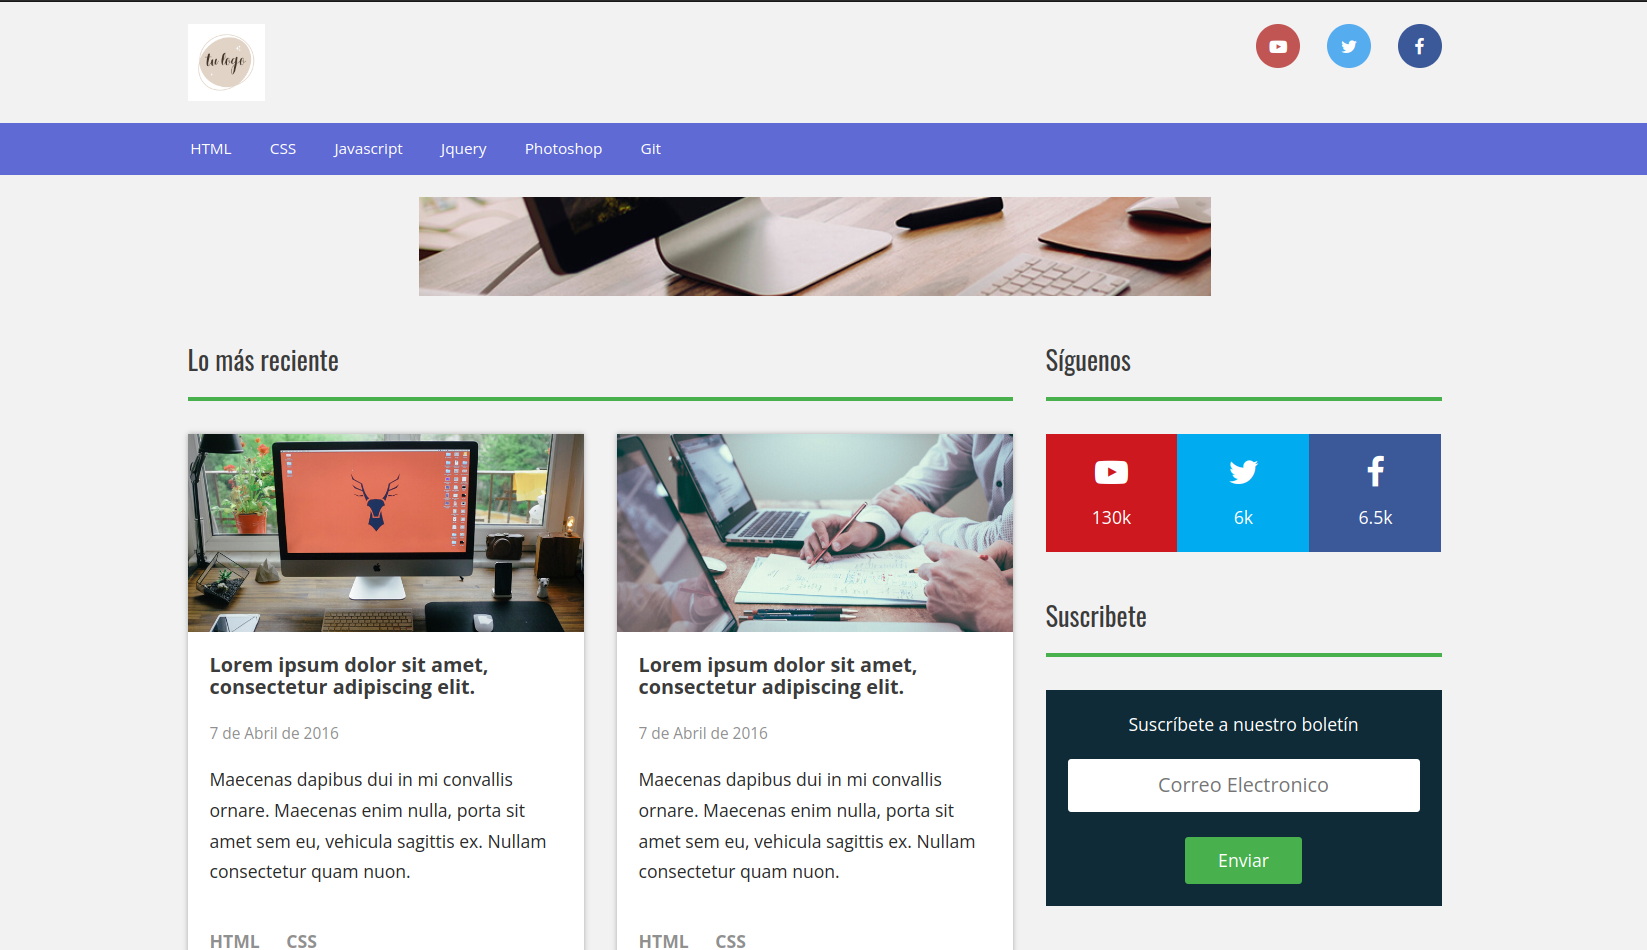 tu logo
HTML CSS Javascript Jquery Photoshop Git
Lo más reciente
Síguenos
130k 6k 6.5k
Lorem ipsum dolor sit amet,
consectetur adipiscing elit.
7 de Abril de 2016
Maecenas dapibus dui in mi convallis
ornare. Maecenas enim nulla, porta sit
amet sem eu, vehicula sagittis ex. Nullam
consectetur quam nuon.
HTML CSS
Lorem ipsum dolor sit amet,
consectetur adipiscing elit.
7 de Abril de 2016
Maecenas dapibus dui in mi convallis
ornare. Maecenas enim nulla, porta sit
amet sem eu, vehicula sagittis ex. Nullam
consectetur quam nuon.
HTML CSS
Suscribete
Suscríbete a nuestro boletín
Correo Electronico
Enviar